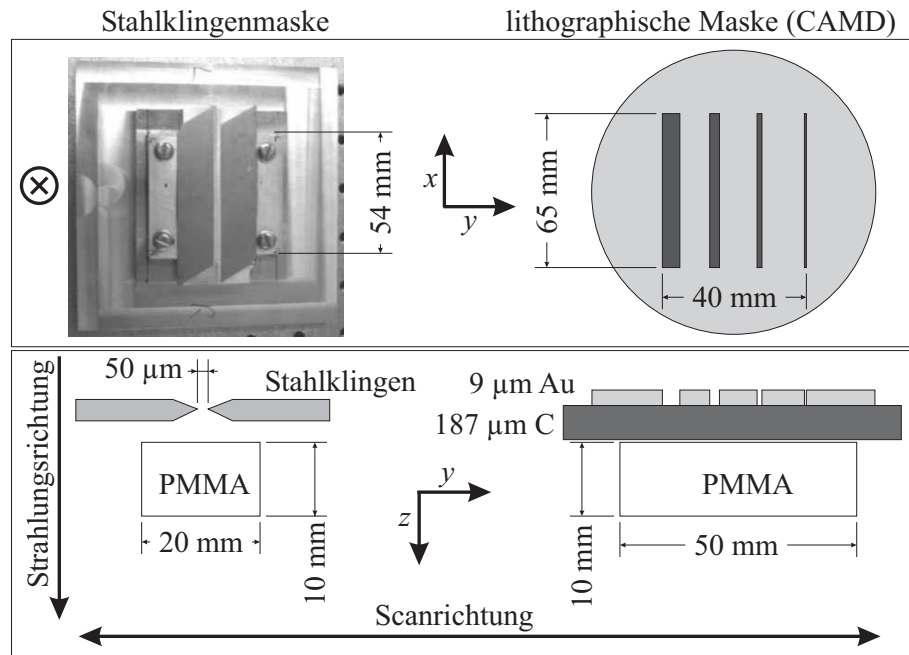 Stahlklingenmaske
lithographische Maske (CAMD)
54 mm
x
y
65 mm
40 mm
Strahlungsrichtung
50 µm
Stahlklingen
PMMA
20 mm
10 mm
y
z
9 µm Au
187 µm C
PMMA
10 mm
50 mm
Scanrichtung